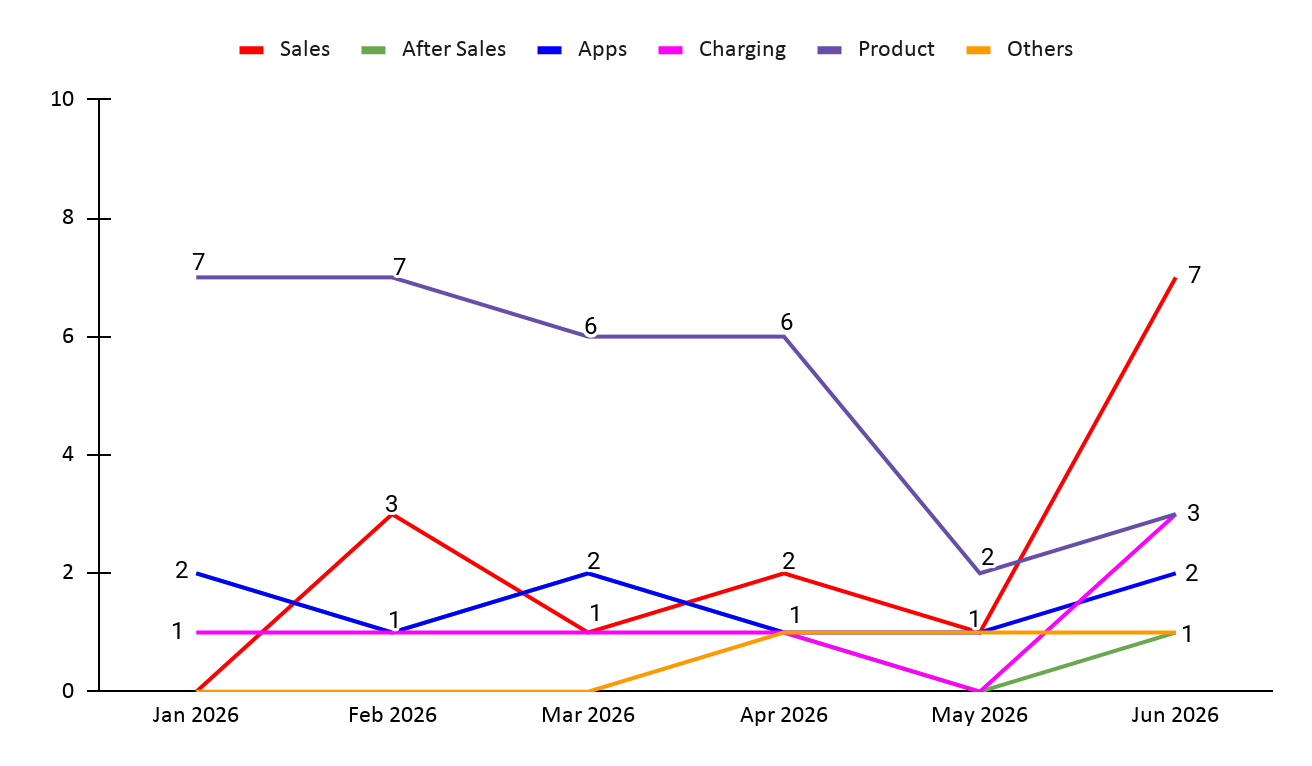 Sales After Sales Apps Charging Product Others
10
8
7 7 7
6 6 6
4
3 3
2 2 2 2 2 2
1 1 1 1 1 1
0
Jan 2026 Feb 2026 Mar 2026 Apr 2026 May 2026 Jun 2026